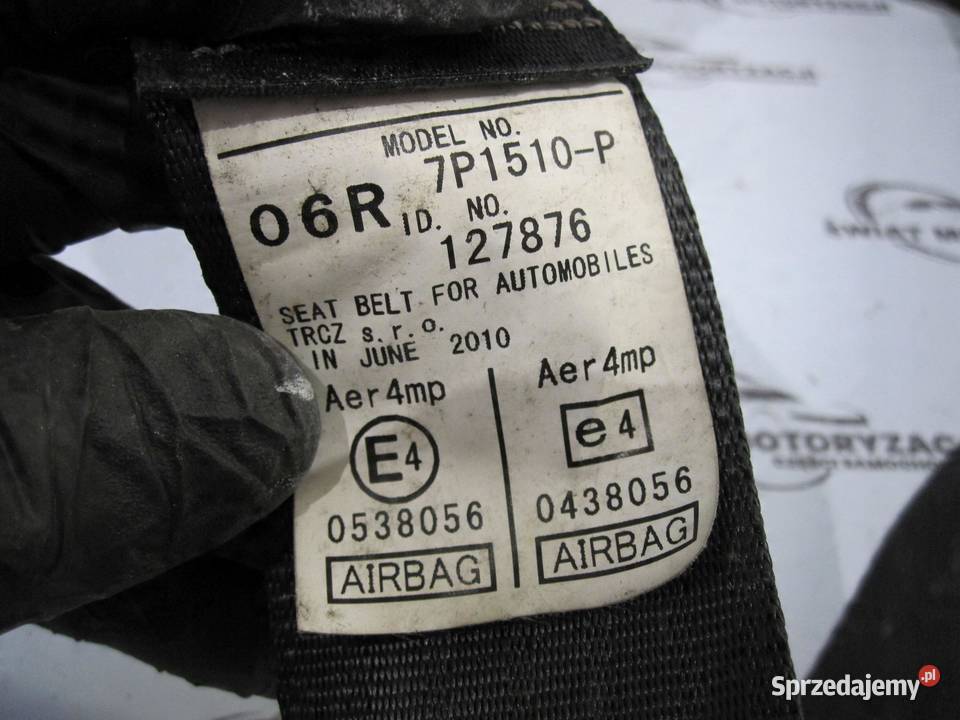 MODEL NO.
7P1510-P
06R
ID. NO.
127876
SEAT BELT FOR AUTOMOBILES
TRCZ s.r.o.
IN JUNE 2010
Aer4mp
E4
0538056
AIRBAG
Aer4mp
e4
0438056
AIRBAG
Sprzedajemy.pl